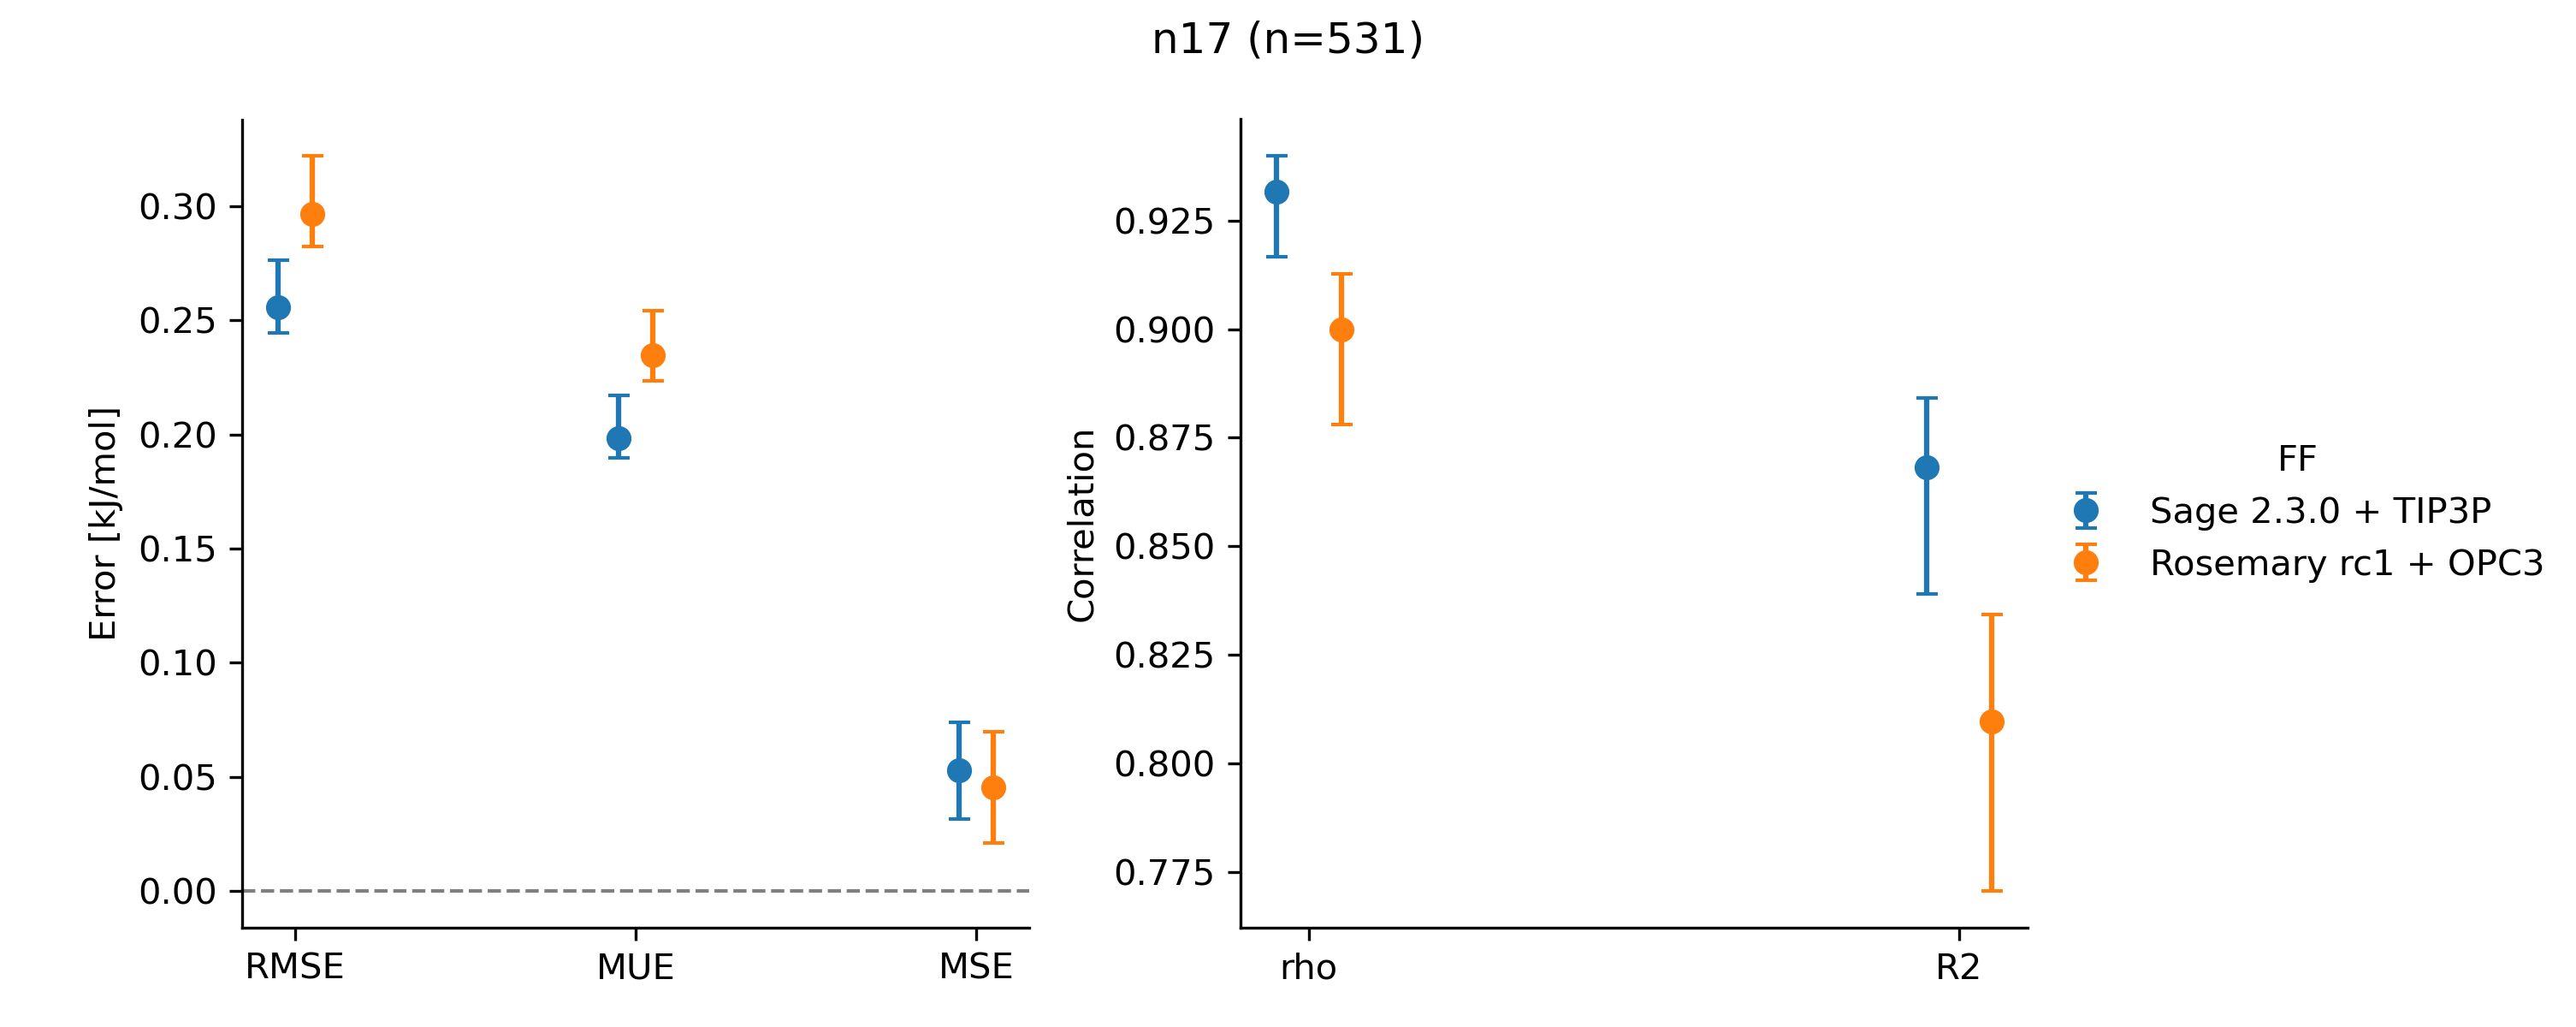 n17 (n=531)
Error [kJ/mol]
0.30
0.25
0.20
0.15
0.10
0.05
0.00
RMSE MUE MSE
Correlation
0.925
0.900
0.875
0.850
0.825
0.800
0.775
rho R2
FF
Sage 2.3.0 + TIP3P
Rosemary rc1 + OPC3